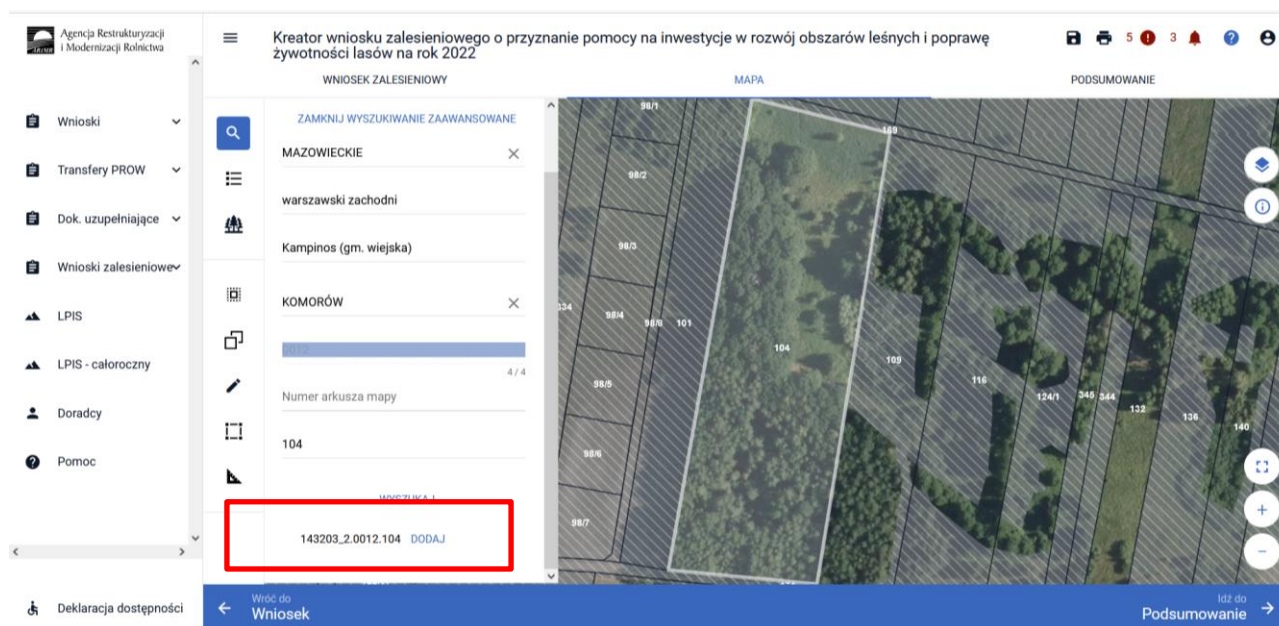 Agencja Restrukturyzacji
i Modernizacji Rolnictwa
ARiMR
Kreator wniosku zalesieniowego o przyznanie pomocy na inwestycje w rozwój obszarów leśnych i poprawę
żywotności lasów na rok 2022
5
3
WNIOSEK ZALESIENIOWY
MAPA
PODSUMOWANIE
Wnioski
Transfery PROW
Dok. uzupełniające
Wnioski zalesieniowe
LPIS
LPIS - całoroczny
Doradcy
Pomoc
Deklaracja dostępności
ZAMKNIJ WYSZUKIWANIE ZAAWANSOWANE
MAZOWIECKIE
warszawski zachodni
Kampinos (gm. wiejska)
KOMORÓW
0012
4 / 4
Numer arkusza mapy
104
WYSZUKAJ
143203_2.0012.104 DODAJ
98/1
169
98/2
98/3
334
98/4
98/8
101
104
109
98/5
116
124/1
345
344
132
136
140
98/6
98/7
Wróć do
Wniosek
Idź do
Podsumowanie